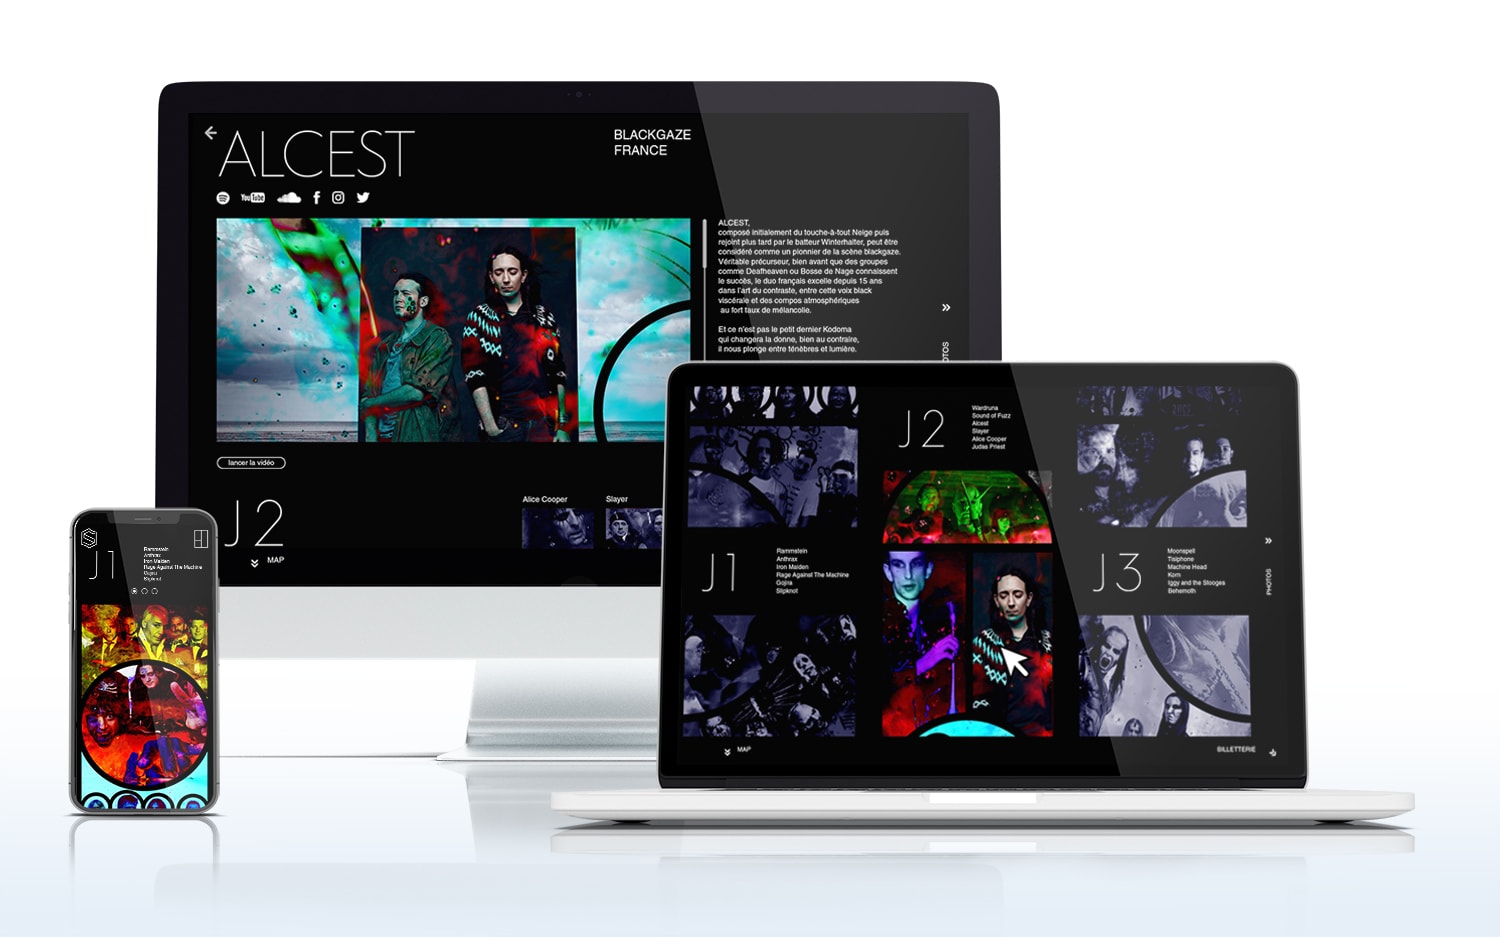 ALCEST
BLACKGAZE
FRANCE
YouTube
ALCEST,
composé initialement du touche-à-tout Neige puis
rejoint plus tard par le batteur Winterhalter, peut être
considéré comme un pionnier de la scène blackgaze.
Véritable précurseur, bien avant que des groupes
comme Deafheaven ou Bosse de Nage connaissent
le succès, le duo français excelle depuis 15 ans
dans l'art du contraste, entre cette voix black
viscérale et des compos atmosphériques
au fort taux de mélancolie.
Et ce n'est pas le petit dernier Kodoma
qui changera la donne, bien au contraire,
il nous plonge entre ténèbres et lumière.
»
OTOS
lancer la vidéo
J2
Alice Cooper
Slayer
MAP
J1
Rammstein
Anthrax
Iron Maiden
Rage Against The Machine
Gojira
Slipknot
J2
Wardruna
Sound of Fuzz
Alcest
Slayer
Alice Cooper
Judas Priest
J1
Rammstein
Anthrax
Iron Maiden
Rage Against The Machine
Gojira
Slipknot
J3
Moonspell
Tisiphone
Machine Head
Korn
Iggy and the Stooges
Behemoth
»
PHOTOS
MAP
BILLETTERIE